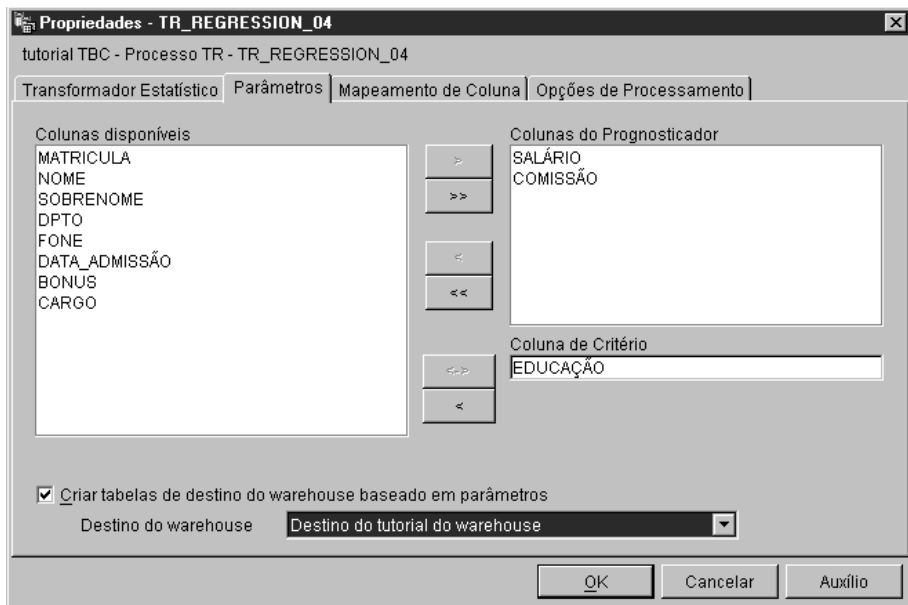 Propriedades - TR_REGRESSION_04
tutorial TBC - Processo TR - TR_REGRESSION_04
Transformador Estatístico Parâmetros Mapeamento de Coluna Opções de Processamento
Colunas disponíveis
MATRICULA
NOME
SOBRENOME
DPTO
FONE
DATA_ADMISSÃO
BONUS
CARGO
>
>>
<
<<
<->
<
Colunas do Prognosticador
SALÁRIO
COMISSÃO
Coluna de Critério
EDUCAÇÃO
Criar tabelas de destino do warehouse baseado em parâmetros
Destino do warehouse Destino do tutorial do warehouse
OK Cancelar Auxílio